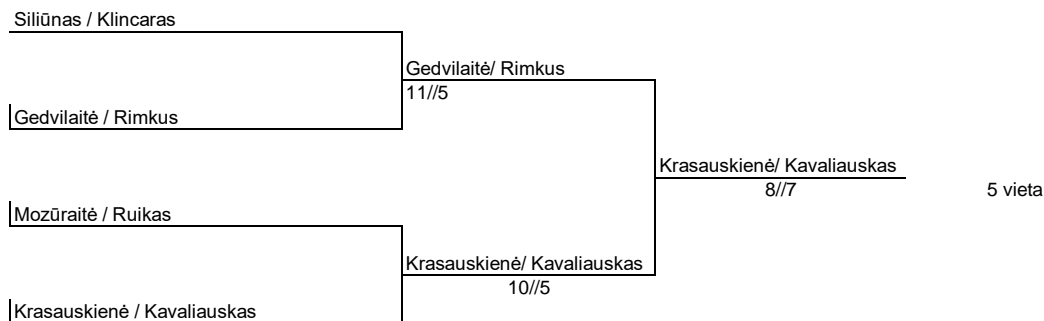 Siliūnas / Klincaras
Gedvilaitė/ Rimkus
11//5
Gedvilaitė / Rimkus
Krasauskienė/ Kavaliauskas
8//7
5 vieta
Mozūraitė / Ruikas
Krasauskienė/ Kavaliauskas
10//5
Krasauskienė / Kavaliauskas